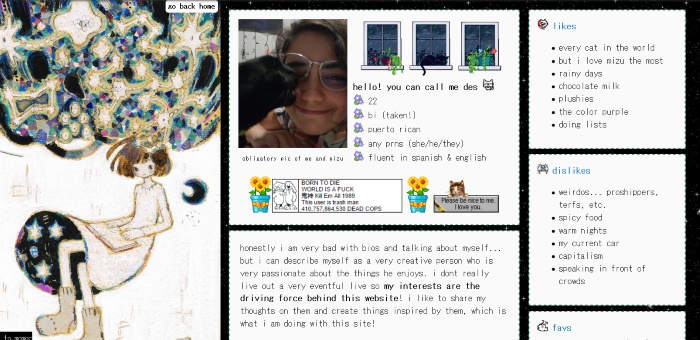 go back home
hello! you can call me des
22
bi (taken!)
puerto rican
any prns (she/he/they)
fluent in spanish & english
obligatory pic of me and mizu
BORN TO DIE
WORLD IS A FUCK
鬼神 Kill Em All 1989
This user is trash man
410,757,864,530 DEAD COPS
Please be nice to me
I love you.
honestly i am very bad with bios and talking about myself...
but i can describe myself as a very creative person who is
very passionate about the things he enjoys. i dont really
live out a very eventful live so my interests are the
driving force behind this website! i like to share my
thoughts on them and create things inspired by them, which is
what i am doing with this site!
likes
every cat in the world
but i love mizu the most
rainy days
chocolate milk
plushies
the color purple
doing lists
dislikes
weirdos... proshippers,
terfs, etc.
spicy food
warm nights
my current car
capitalism
speaking in front of
crowds
favs